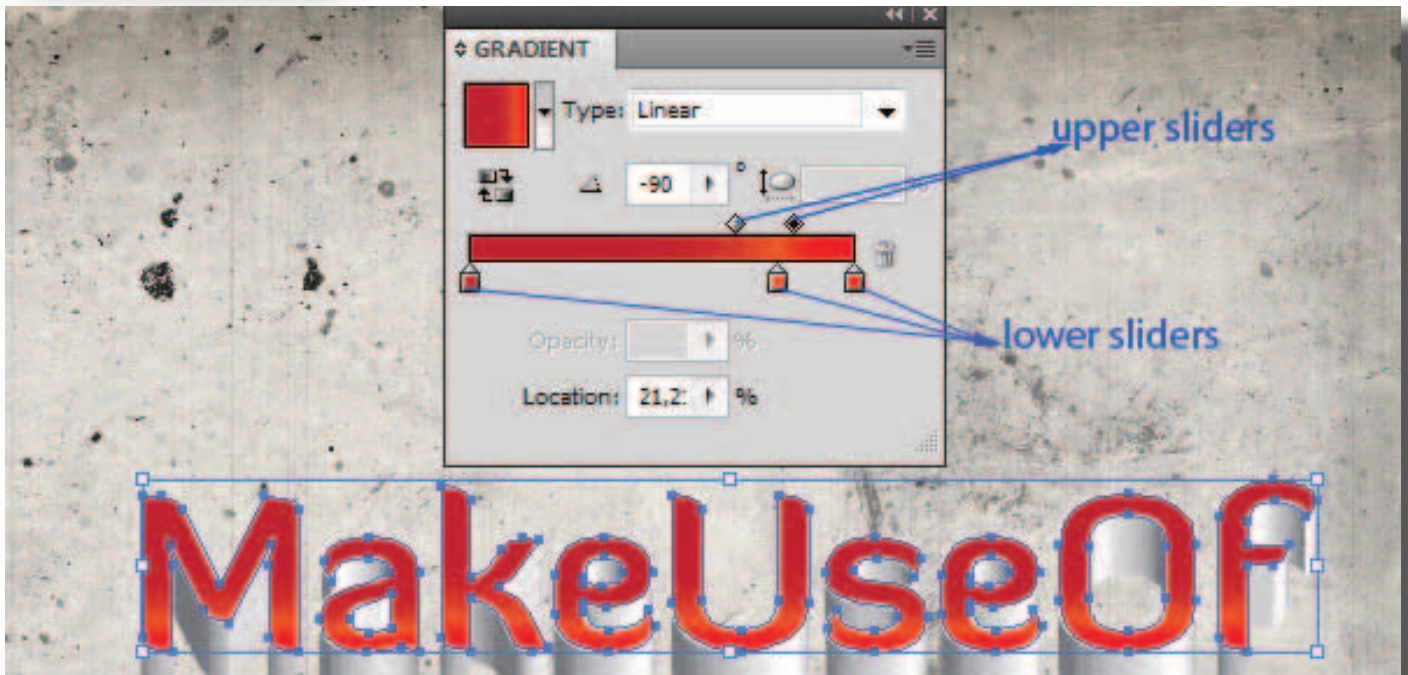 GRADIENT
Type: Linear
upper sliders
-90 ° %
Opacity: %
lower sliders
Location: 21,2: %
MakeUseOf